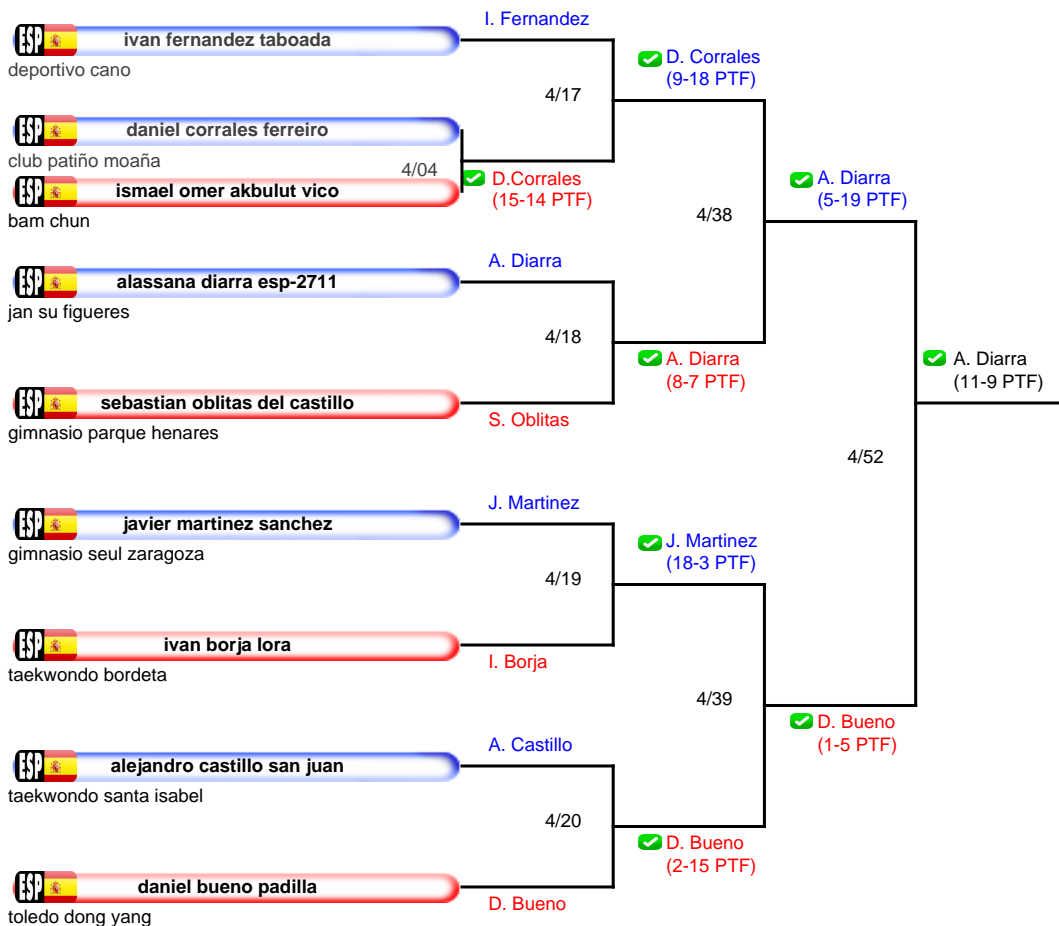 I. Fernandez
ESP ivan fernandez taboada
deportivo cano
D. Corrales
(9-18 PTF)
4/17
ESP daniel corrales ferreiro
club patiño moaña
4/04
D.Corrales
(15-14 PTF)
ESP ismael omer akbulut vico
bam chun
A. Diarra
(5-19 PTF)
4/38
A. Diarra
ESP alassana diarra esp-2711
jan su figueres
4/18
A. Diarra
(8-7 PTF)
A. Diarra
(11-9 PTF)
ESP sebastian oblitas del castillo
S. Oblitas
gimnasio parque henares
4/52
J. Martinez
ESP javier martinez sanchez
gimnasio seul zaragoza
J. Martinez
(18-3 PTF)
4/19
ESP ivan borja lora
I. Borja
taekwondo bordeta
4/39
D. Bueno
(1-5 PTF)
A. Castillo
ESP alejandro castillo san juan
taekwondo santa isabel
4/20
D. Bueno
(2-15 PTF)
ESP daniel bueno padilla
D. Bueno
toledo dong yang